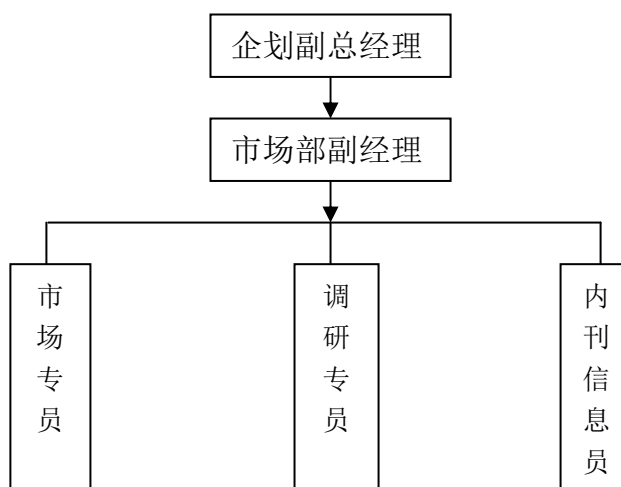 企划副总经理
市场部副经理
市场专员
调研专员
内刊信息员